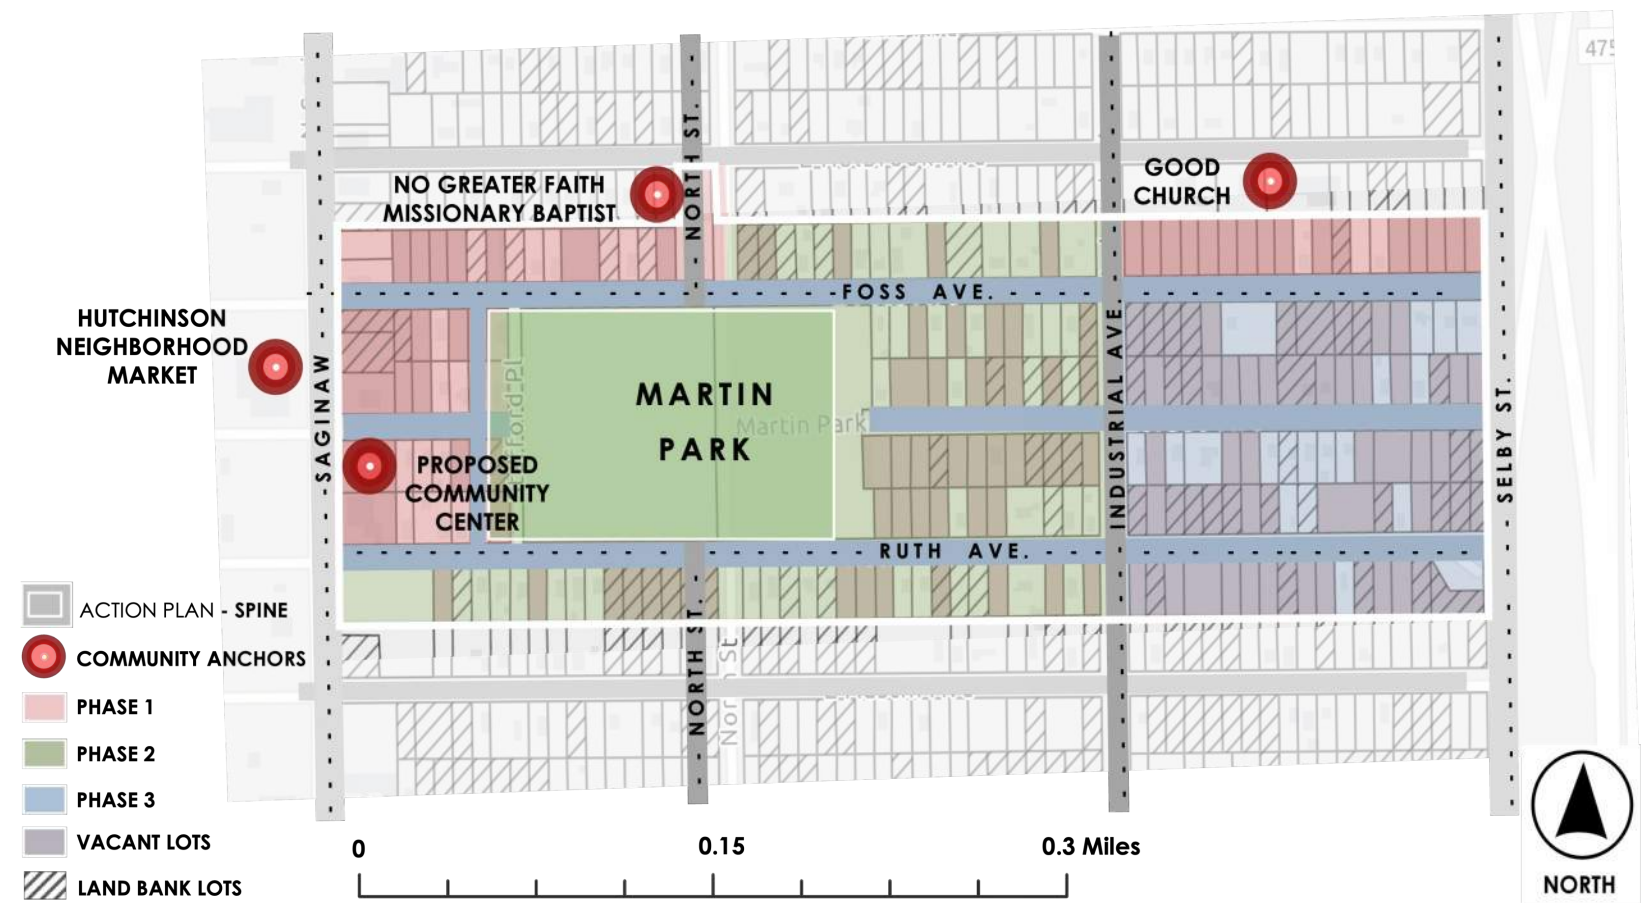 475
NORTH ST.
GOOD
CHURCH
NO GREATER FAITH
MISSIONARY BAPTIST
FOSS AVE.
HUTCHINSON
NEIGHBORHOOD
MARKET
SAGINAW
MARTIN
PARK
Martin Park
INDUSTRIAL AVE.
SELBY ST.
PROPOSED
COMMUNITY
CENTER
RUTH AVE.
NORTH ST.
ACTION PLAN - SPINE
COMMUNITY ANCHORS
PHASE 1
PHASE 2
PHASE 3
VACANT LOTS
LAND BANK LOTS
0
0.15
0.3 Miles
NORTH